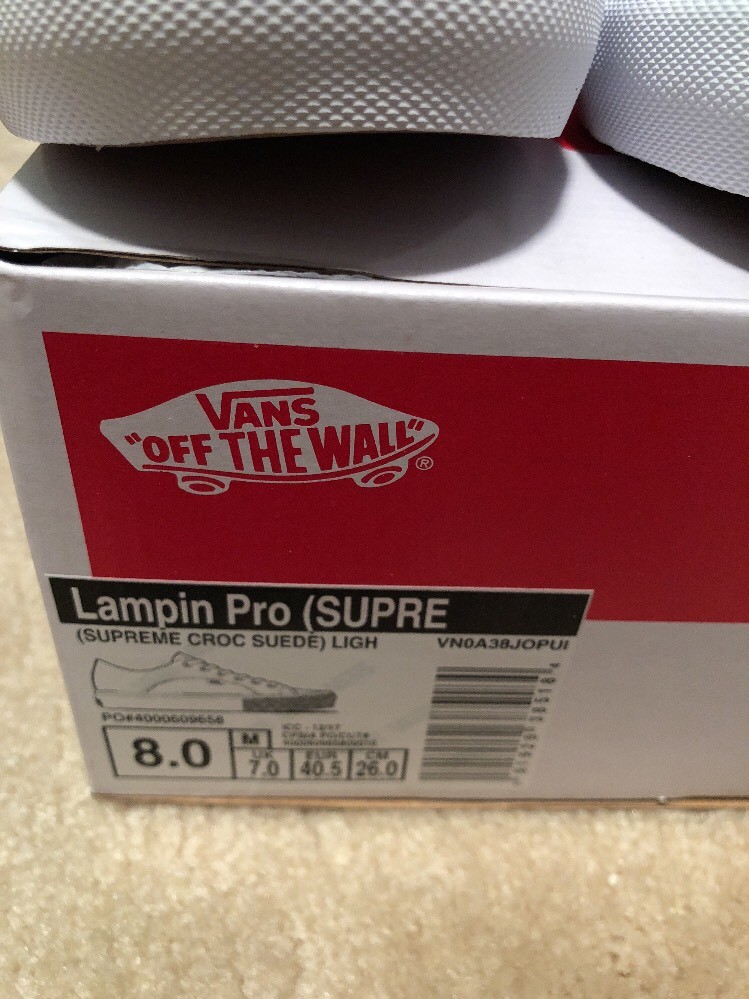 VANS
"OFF THE WALL"
®
Lampin Pro (SUPRE
(SUPREME CROC SUEDE) LIGH VN0A38JOPUI
PO#4000609656
8.0
M
UK EUR CM
7.0 40.5 26.0